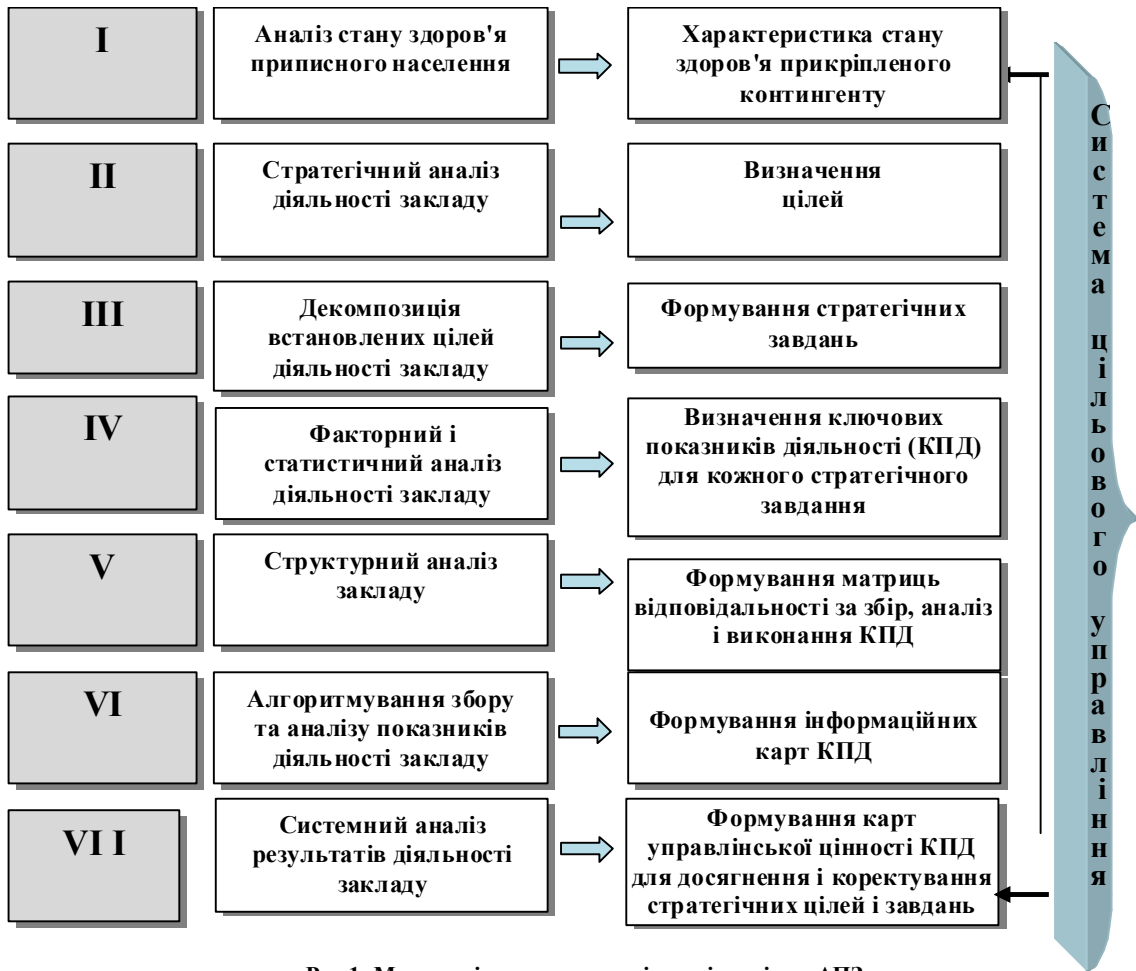 I
Аналіз стану здоров'я
приписного населення
Характеристика стану
здоров'я прикріпленого
контингенту
II
Стратегічний аналіз
діяльності закладу
Визначення
цілей
III
Декомпозиція
встановлених цілей
діяльності закладу
Формування стратегічних
завдань
IV
Факторний і
статистичний аналіз
діяльності закладу
Визначення ключових
показників діяльності (КПД)
для кожного стратегічного
завдання
V
Структурний аналіз
закладу
Формування матриць
відповідальності за збір, аналіз
і виконання КПД
VI
Алгоритмування збору
та аналізу показників
діяльності закладу
Формування інформаційних
карт КПД
VI I
Системний аналіз
результатів діяльності
закладу
Формування карт
управлінської цінності КПД
для досягнення і коректування
стратегічних цілей і завдань
Система цільового управління